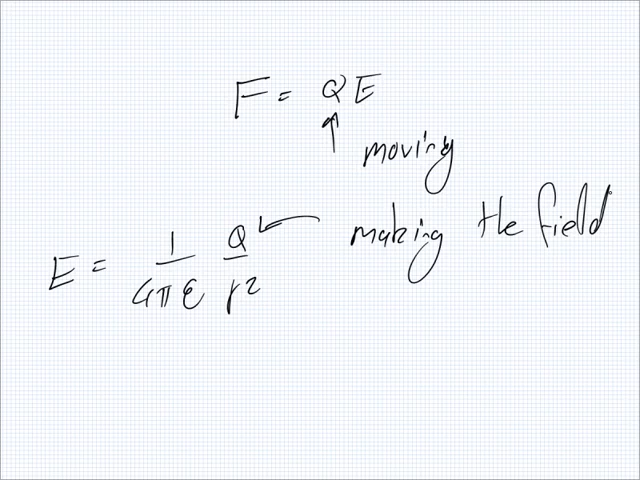 F = QE
moving
E = 1/4πε Q/r² making the field